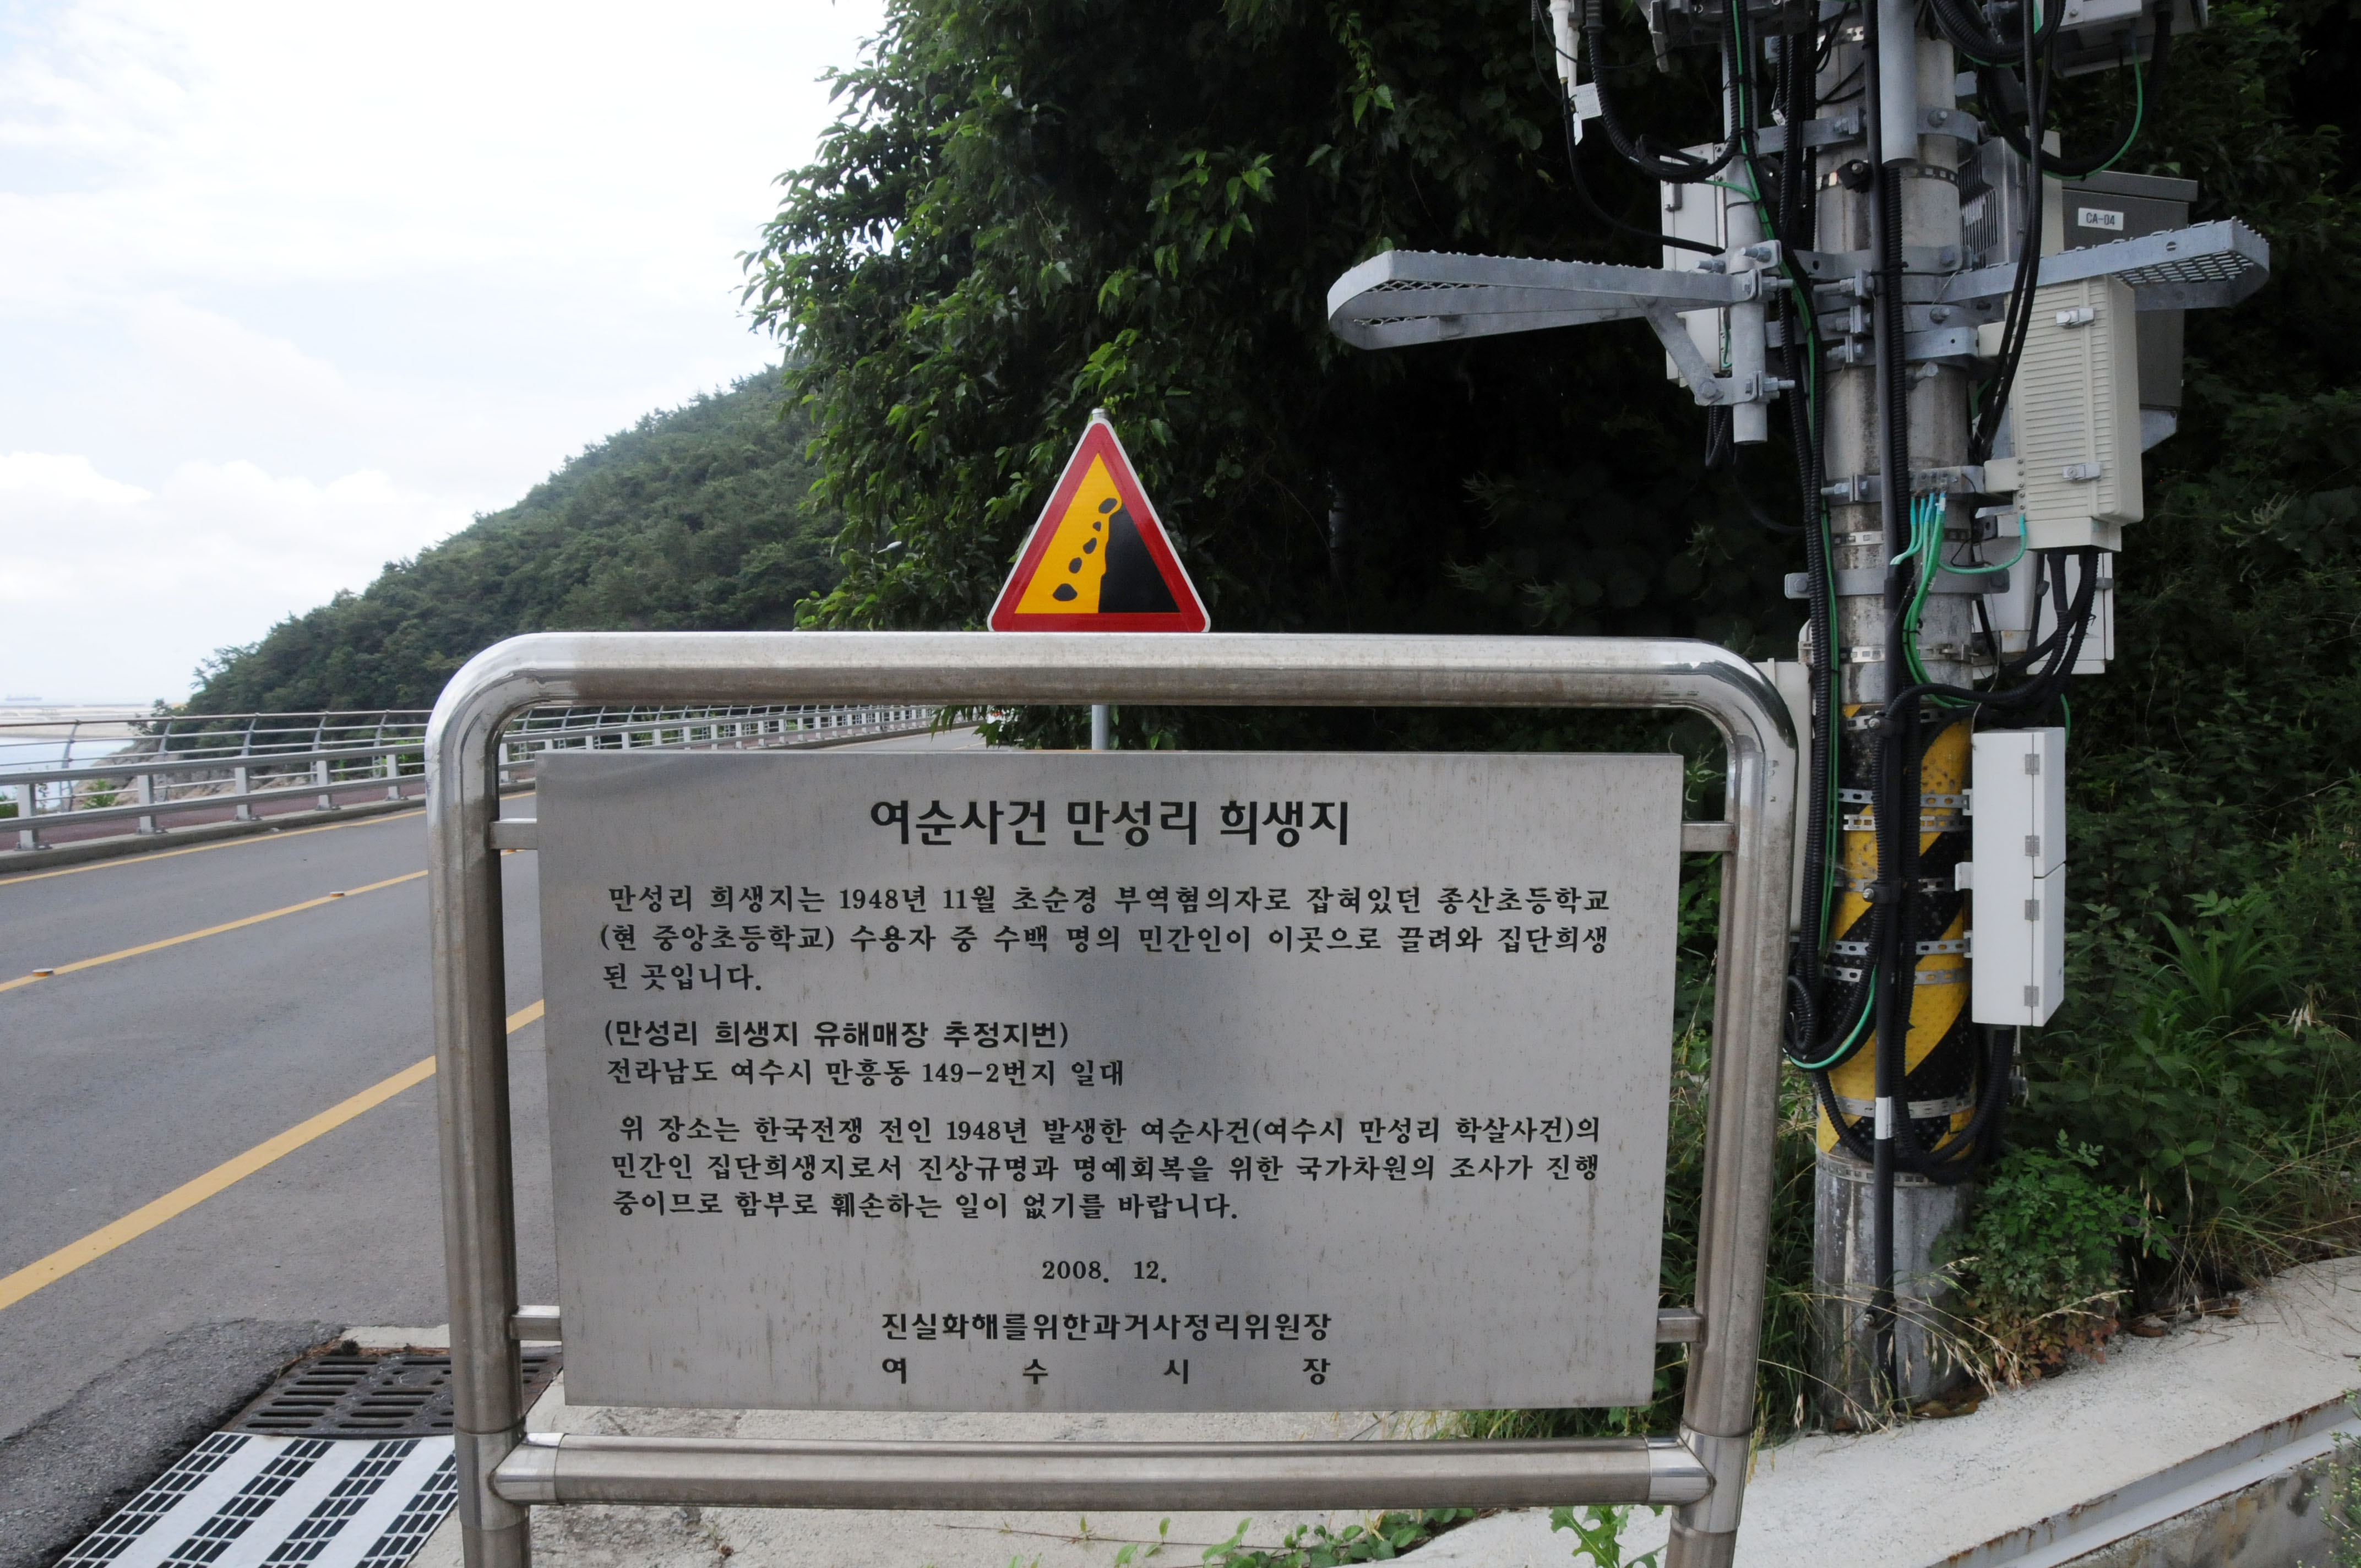 CA-04
여순사건 만성리 희생지
만성리 희생지는 1948년 11월 초순경 부역혐의자로 잡혀있던 종산초등학교
(현 중앙초등학교) 수용자 중 수백 명의 민간인이 이곳으로 끌려와 집단희생
된 곳입니다.
(만성리 희생지 유해매장 추정지번)
전라남도 여수시 만흥동 149-2번지 일대
위 장소는 한국전쟁 전인 1948년 발생한 여순사건(여수시 만성리 학살사건)의
민간인 집단희생지로서 진상규명과 명예회복을 위한 국가차원의 조사가 진행
중이므로 함부로 훼손하는 일이 없기를 바랍니다.
2008. 12.
진실화해를위한과거사정리위원장
여 수 시 장